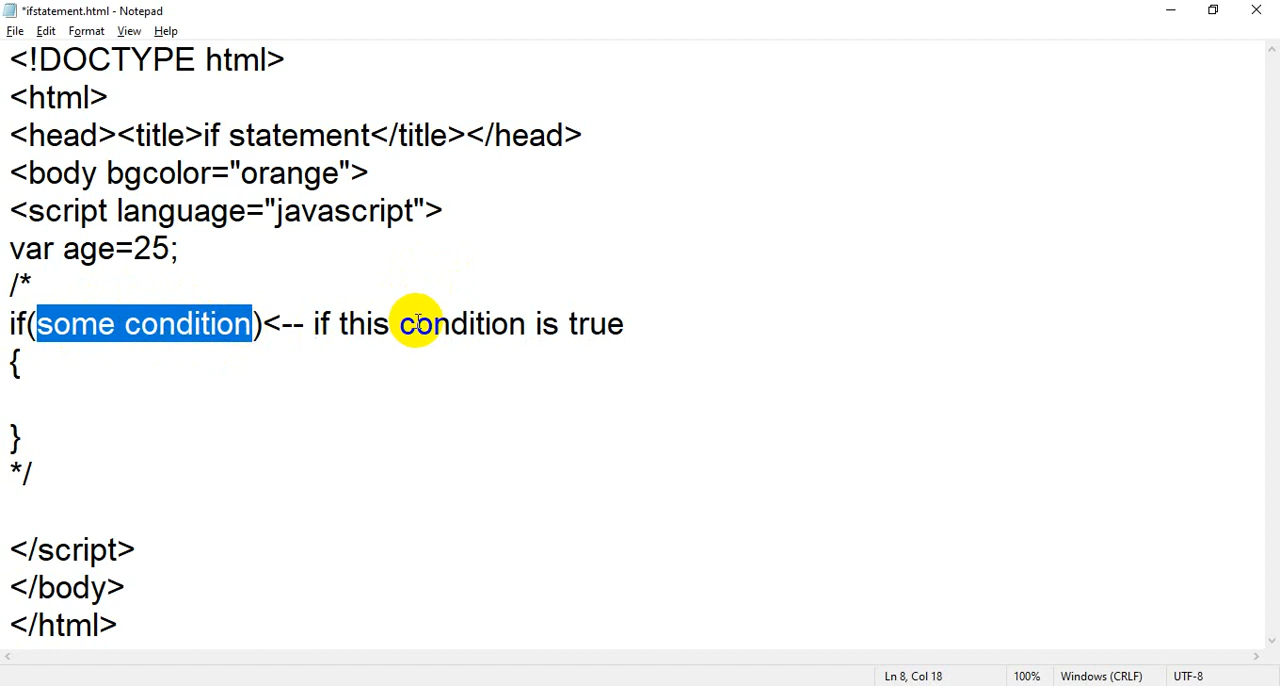 *ifstatement.html - Notepad
File Edit Format View Help
<!DOCTYPE html>
<html>
<head><title>if statement</title></head>
<body bgcolor="orange">
<script language="javascript">
var age=25;
/*
if(some condition)<-- if this condition is true
{
}
*/
</script>
</body>
</html>
Ln 8, Col 18 100% Windows (CRLF) UTF-8